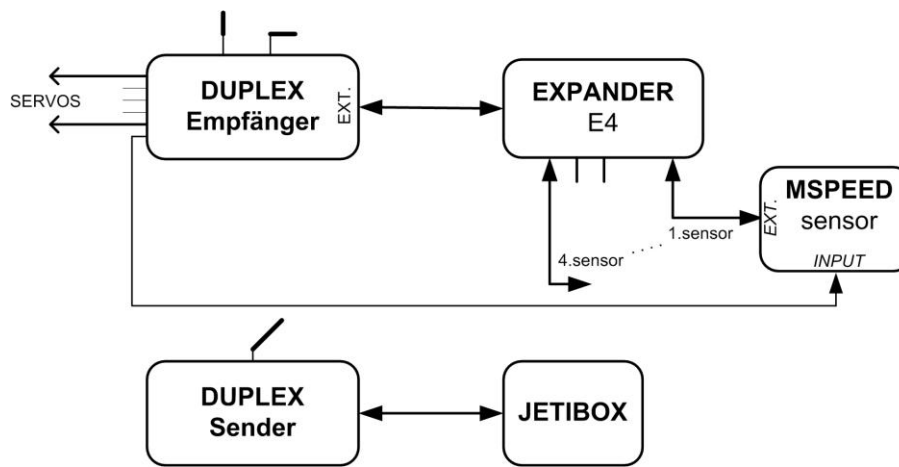 SERVOS
DUPLEX
Empfänger
EXT.
EXPANDER
E4
MSPEED
sensor
EXT.
INPUT
1.sensor
4.sensor
DUPLEX
Sender
JETIBOX